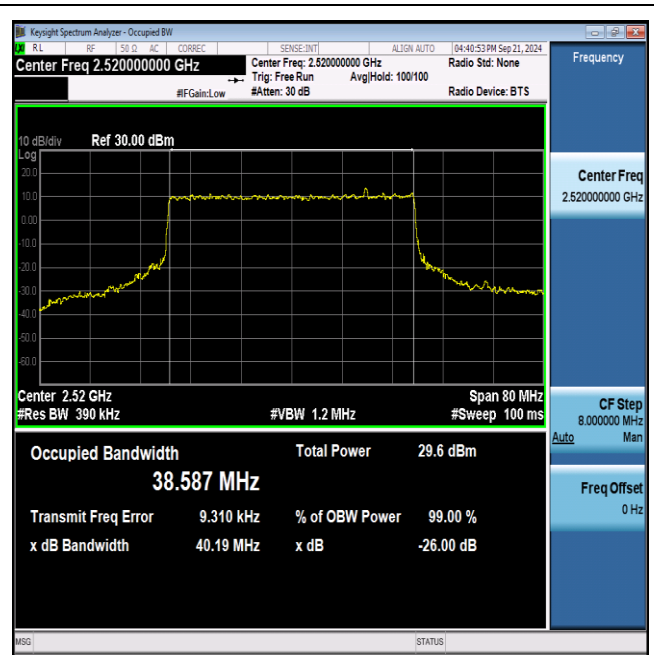 Keysight Spectrum Analyzer - Occupied BW
RL RF 50 Ω AC CORREC SENSE:INT ALIGN AUTO 04:40:53 PM Sep 21, 2024
Center Freq 2.520000000 GHz
Center Freq: 2.520000000 GHz Radio Std: None
Trig: Free Run Avg|Hold: 100/100
#IFGain:Low #Atten: 30 dB Radio Device: BTS
Frequency
10 dB/div Ref 30.00 dBm
Log
20.0
10.0
0.00
-10.0
-20.0
-30.0
-40.0
-50.0
-60.0
Center 2.52 GHz Span 80 MHz
#Res BW 390 kHz #VBW 1.2 MHz #Sweep 100 ms
Center Freq
2.520000000 GHz
CF Step
8.000000 MHz
Auto Man
Freq Offset
0 Hz
Occupied Bandwidth Total Power 29.6 dBm
38.587 MHz
Transmit Freq Error 9.310 kHz % of OBW Power 99.00 %
x dB Bandwidth 40.19 MHz x dB -26.00 dB
MSG STATUS